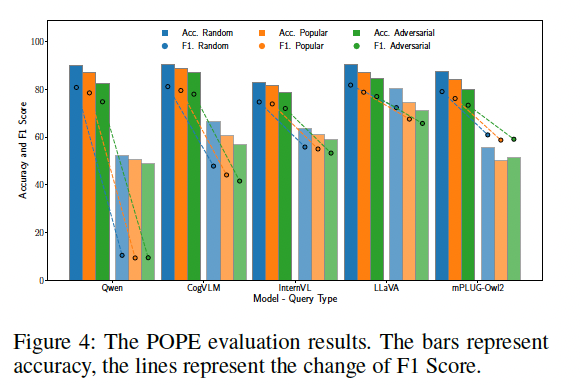 100
80
60
40
20
0
Accuracy and F1 Score
Acc. Random Acc. Popular Acc. Adversarial
F1. Random F1. Popular F1. Adversarial
Qwen CogVLM InternVL LLaVA mPLUG-Owl2
Model - Query Type
Figure 4: The POPE evaluation results. The bars represent
accuracy, the lines represent the change of F1 Score.